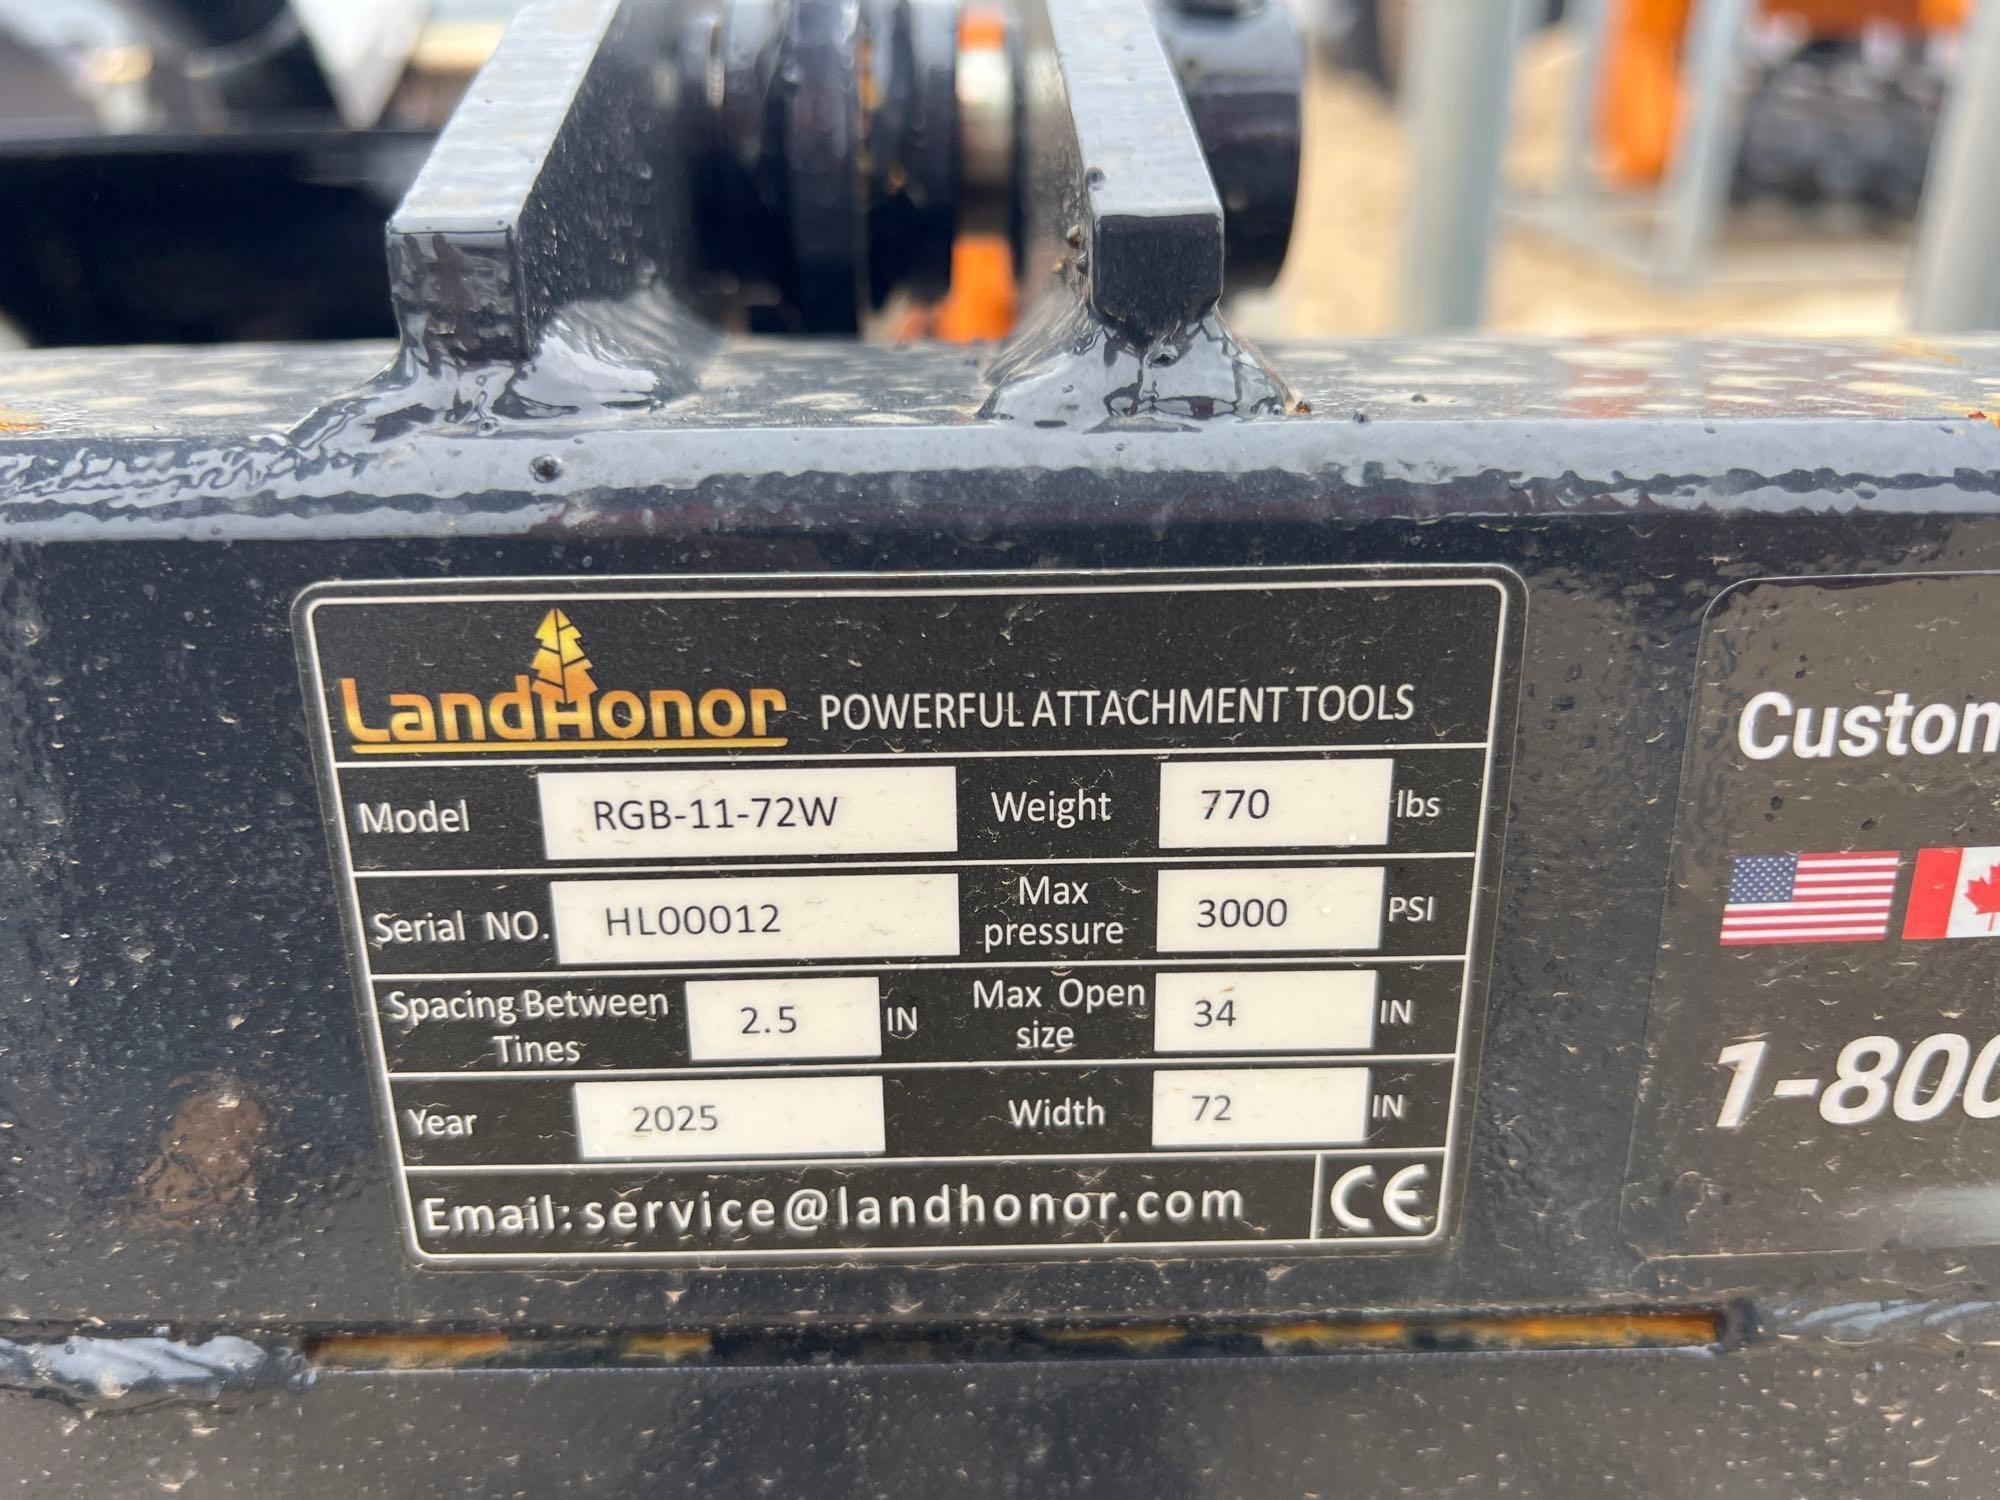 LandHonor POWERFUL ATTACHMENT TOOLS
Model RGB-11-72W Weight 770 lbs
Serial NO. HL00012 Max pressure 3000 PSI
Spacing Between Tines 2.5 IN Max Open size 34 IN
Year 2025 Width 72 IN
Email:service@landhonor.com CE
Custom
1-800